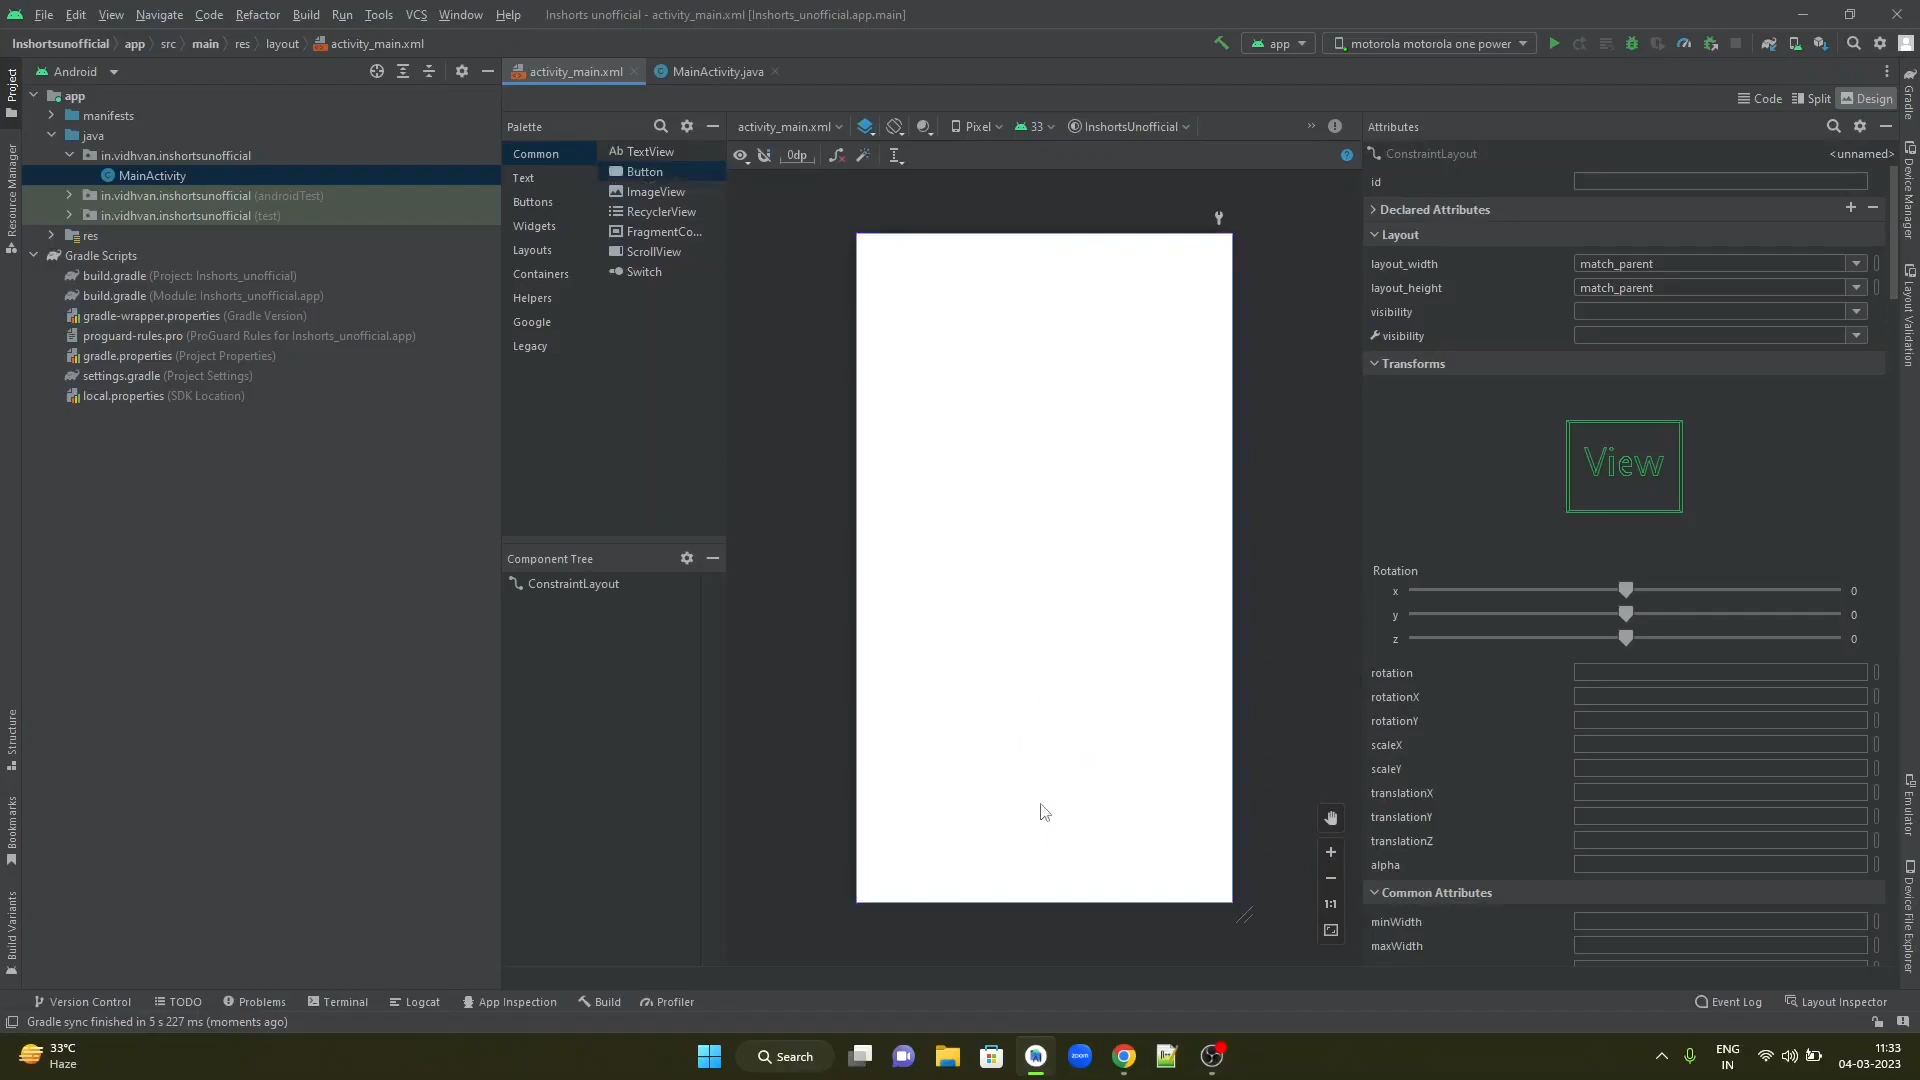 File Edit View Navigate Code Refactor Build Run Tools VCS Window Help Inshorts unofficial - activity_main.xml [Inshorts_unofficial.app.main]
Inshortsunofficial app src main res layout activity_main.xml app motorola motorola one power
Project
Resource Manager
Structure
Bookmarks
Build Variants
Android
app
manifests
java
in.vidhvan.inshortsunofficial
MainActivity
in.vidhvan.inshortsunofficial (androidTest)
in.vidhvan.inshortsunofficial (test)
res
Gradle Scripts
build.gradle (Project: Inshorts_unofficial)
build.gradle (Module: Inshorts_unofficial.app)
gradle-wrapper.properties (Gradle Version)
proguard-rules.pro (ProGuard Rules for Inshorts_unofficial.app)
gradle.properties (Project Properties)
settings.gradle (Project Settings)
local.properties (SDK Location)
activity_main.xml MainActivity.java
Code Split Design
Palette
Common
Text
Buttons
Widgets
Layouts
Containers
Helpers
Google
Legacy
Ab TextView
Button
ImageView
RecyclerView
FragmentCo...
ScrollView
Switch
Component Tree
ConstraintLayout
activity_main.xml Pixel 33 InshortsUnofficial
0dp
1:1
Attributes
ConstraintLayout <unnamed>
id
Declared Attributes
Layout
layout_width match_parent
layout_height match_parent
visibility
visibility
Transforms
View
Rotation
x 0
y 0
z 0
rotation
rotationX
rotationY
scaleX
scaleY
translationX
translationY
translationZ
alpha
Common Attributes
minWidth
maxWidth
Gradle
Device Manager
Layout Validation
Emulator
Device File Explorer
Version Control TODO Problems Terminal Logcat App Inspection Build Profiler Event Log Layout Inspector
Gradle sync finished in 5 s 227 ms (moments ago)
33°C
Haze
Search
zoom
ENG
IN
11:33
04-03-2023